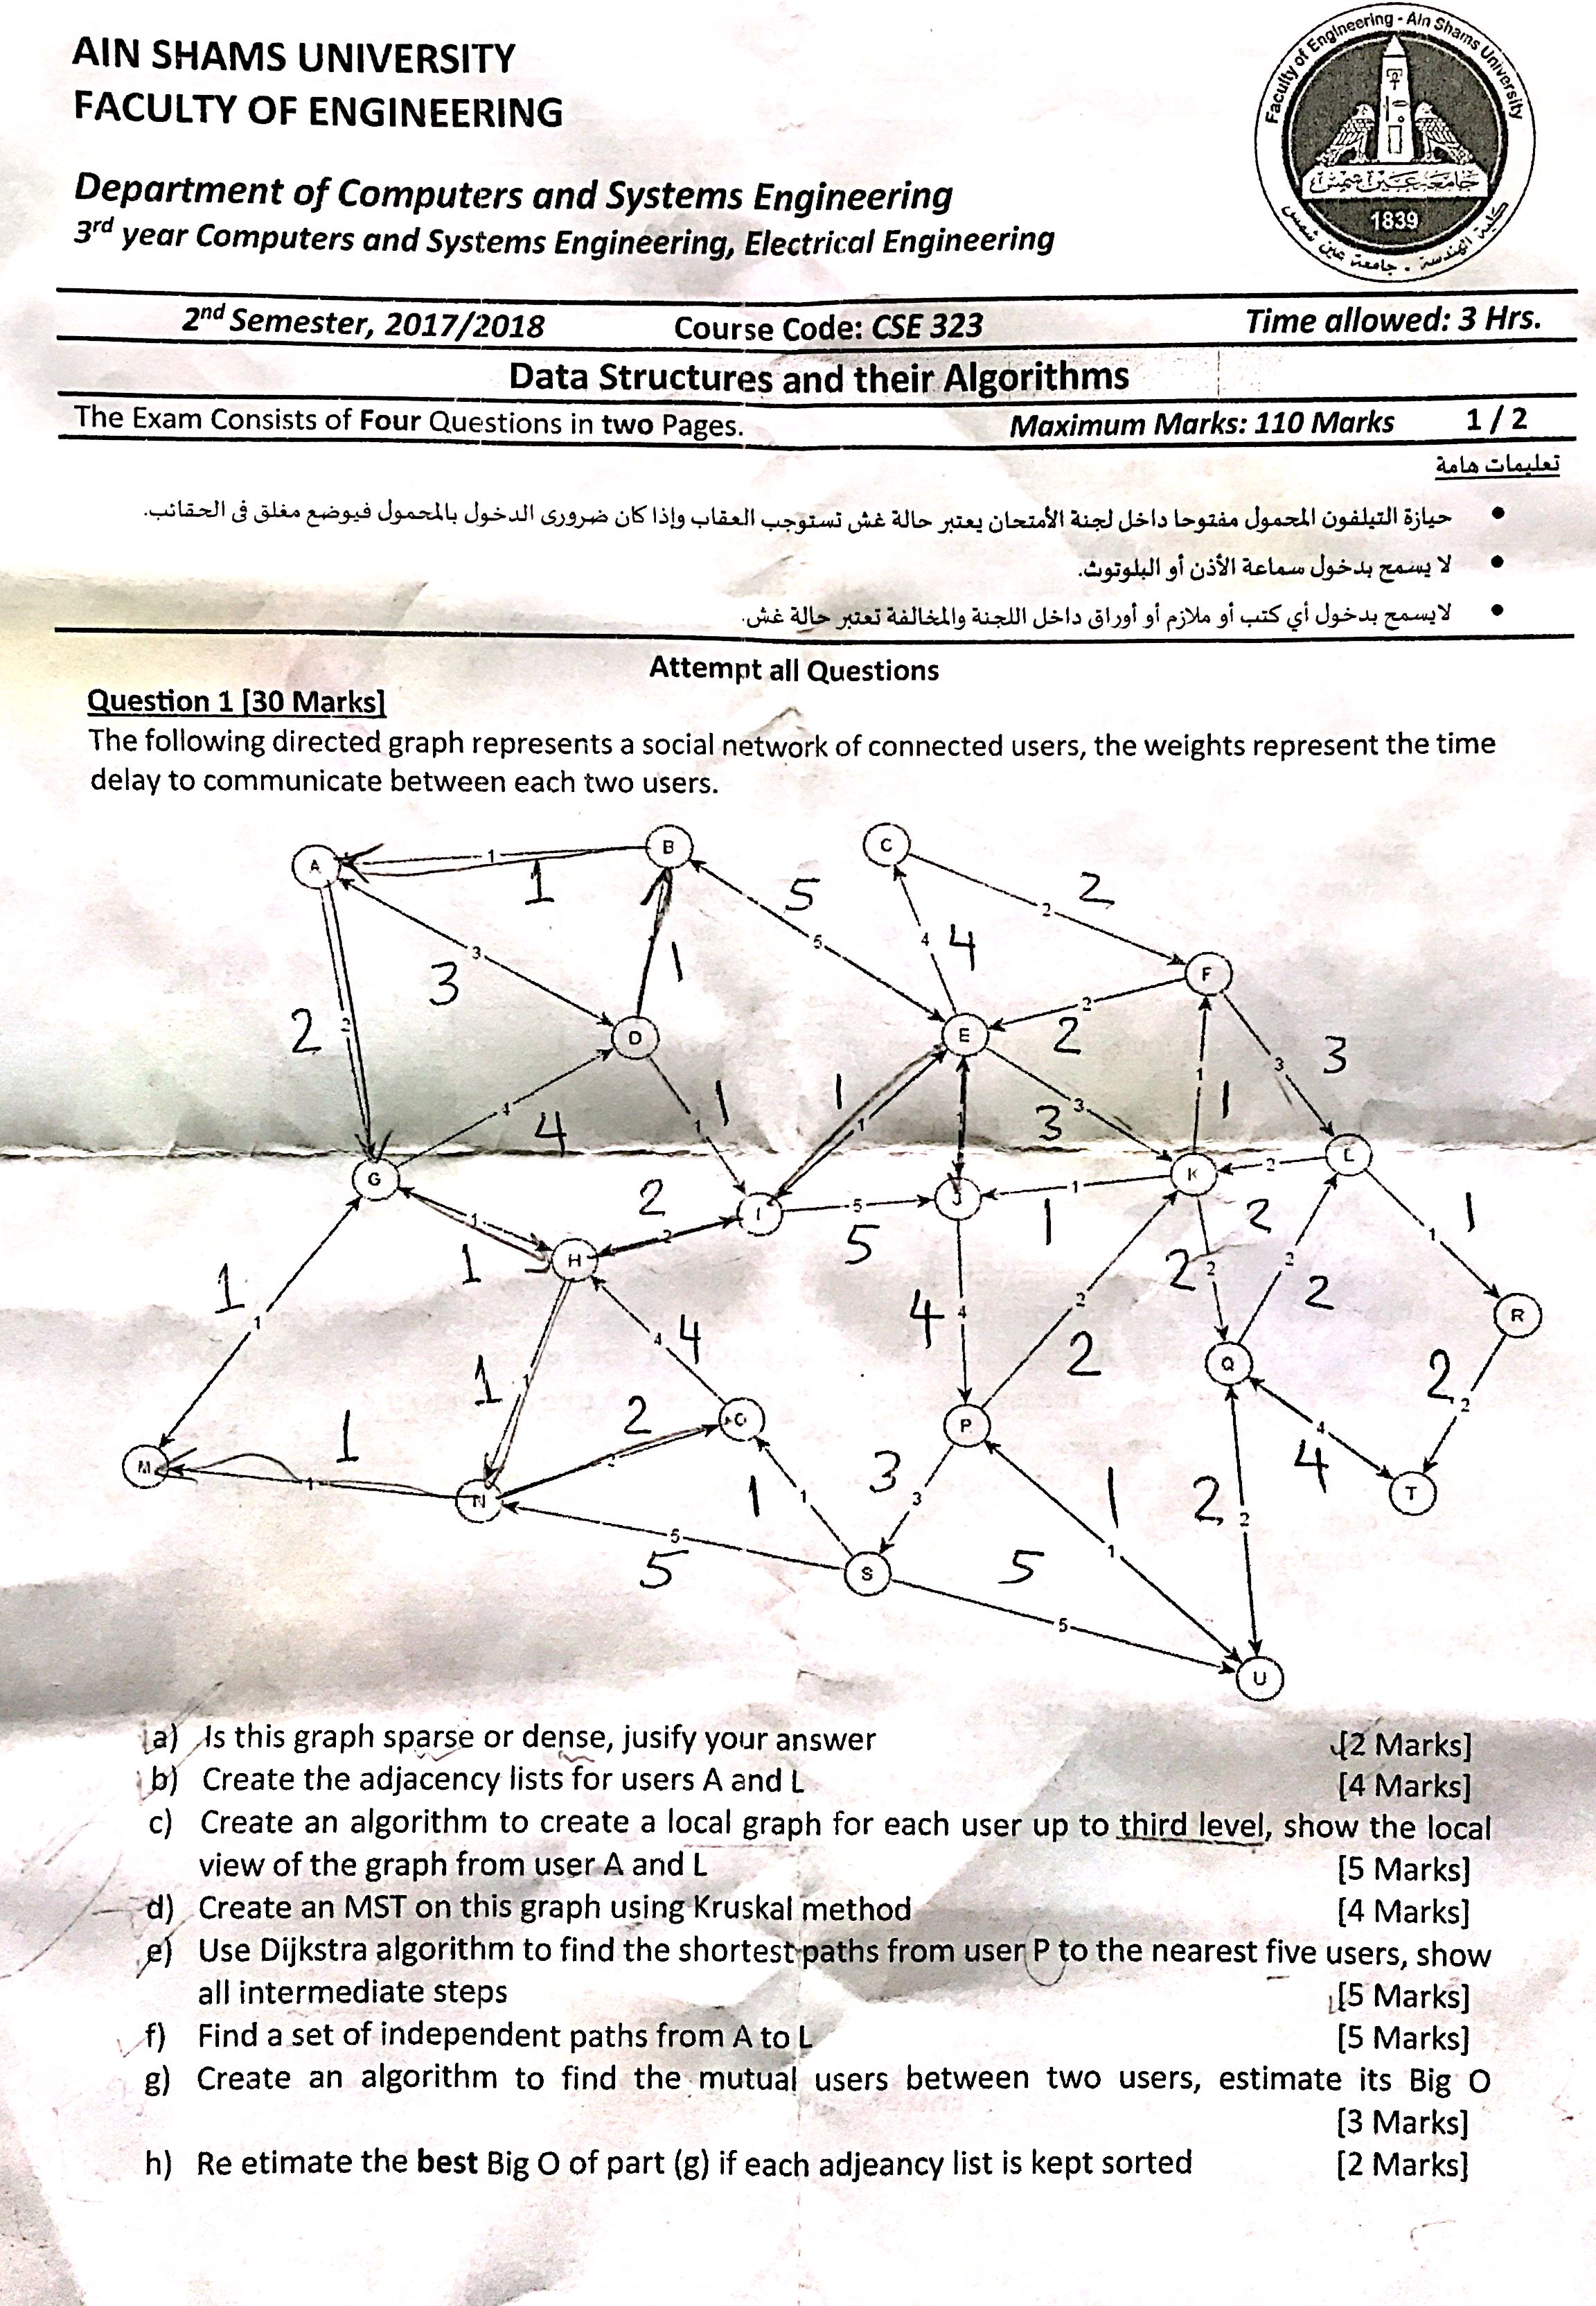 AIN SHAMS UNIVERSITY
FACULTY OF ENGINEERING
Faculty of Engineering - Ain Shams University
جامعة عين شمس
1839
كلية الهندسة - جامعة عين شمس
Department of Computers and Systems Engineering
3rd year Computers and Systems Engineering, Electrical Engineering
2nd Semester, 2017/2018 Course Code: CSE 323 Time allowed: 3 Hrs.
Data Structures and their Algorithms
The Exam Consists of Four Questions in two Pages. Maximum Marks: 110 Marks 1 / 2
تعليمات هامة
• حيازة التيلفون المحمول مفتوحا داخل لجنة الأمتحان يعتبر حالة غش تستوجب العقاب وإذا كان ضرورى الدخول بالمحمول فيوضع مغلق فى الحقائب.
• لا يسمح بدخول سماعة الأذن أو البلوتوث.
• لايسمح بدخول أي كتب أو ملازم أو أوراق داخل اللجنة والمخالفة تعتبر حالة غش.
Attempt all Questions
Question 1 [30 Marks]
The following directed graph represents a social network of connected users, the weights represent the time
delay to communicate between each two users.
A 1 B C
1 5 2 2
3 5 4 4 F
3 2
2 2 D 1 E 2 3 3
4 1 1 1 1 3 3 1 1
4 1 1
G 1 2 I 5 J 1 K 2 L
1 H 2 5 1 2 1 1
1 1 4 4 4 2 2 2 2 2 R
1 1 2 2 Q 2 2
M 1 2 O P 4 4
1 N 1 1 3 3 1 2 2 T
5 5 S 5 1
5 U
a) Is this graph sparse or dense, jusify your answer [2 Marks]
b) Create the adjacency lists for users A and L [4 Marks]
c) Create an algorithm to create a local graph for each user up to third level, show the local
view of the graph from user A and L [5 Marks]
d) Create an MST on this graph using Kruskal method [4 Marks]
e) Use Dijkstra algorithm to find the shortest paths from user P to the nearest five users, show
all intermediate steps [5 Marks]
f) Find a set of independent paths from A to L [5 Marks]
g) Create an algorithm to find the mutual users between two users, estimate its Big O
[3 Marks]
h) Re etimate the best Big O of part (g) if each adjeancy list is kept sorted [2 Marks]